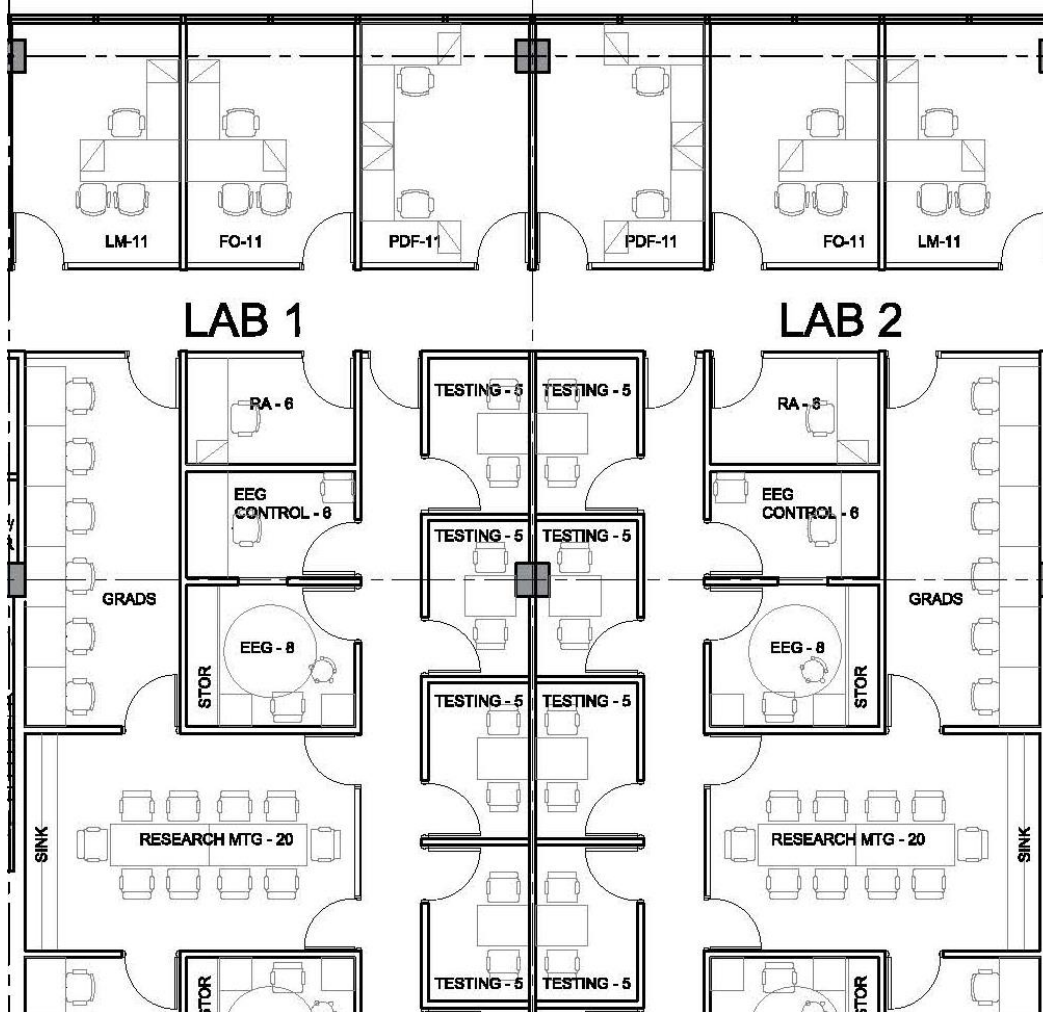 LM-11
FO-11
PDF-11
PDF-11
FO-11
LM-11
LAB 1
LAB 2
TESTING - 5
TESTING - 5
RA - 6
RA - 6
EEG
CONTROL - 6
EEG
CONTROL - 6
TESTING - 5
TESTING - 5
GRADS
GRADS
EEG - 8
EEG - 8
STOR
STOR
TESTING - 5
TESTING - 5
SINK
RESEARCH MTG - 20
RESEARCH MTG - 20
SINK
TESTING - 5
TESTING - 5
STOR
STOR